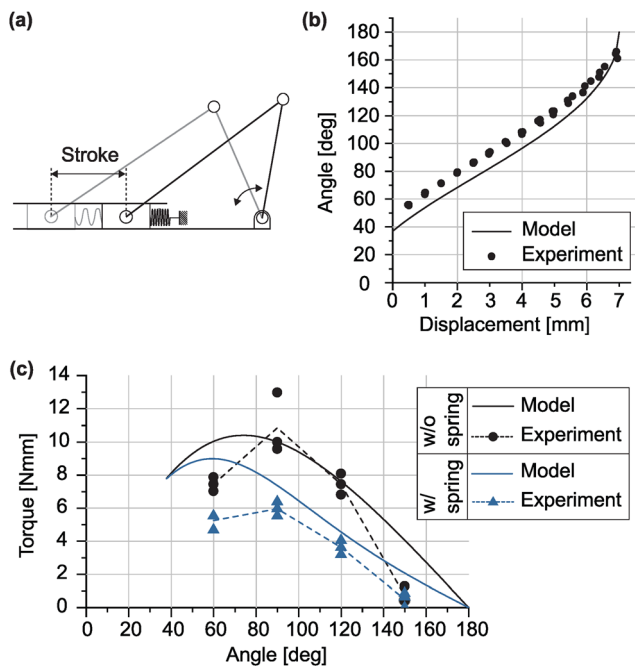 (a)
Stroke
(b)
Angle [deg]
180
160
140
120
100
80
60
40
20
0
Model
Experiment
0 1 2 3 4 5 6 7
Displacement [mm]
(c)
Torque [Nmm]
14
12
10
8
6
4
2
0
0 20 40 60 80 100 120 140 160 180
Angle [deg]
w/o spring
Model
Experiment
w/ spring
Model
Experiment